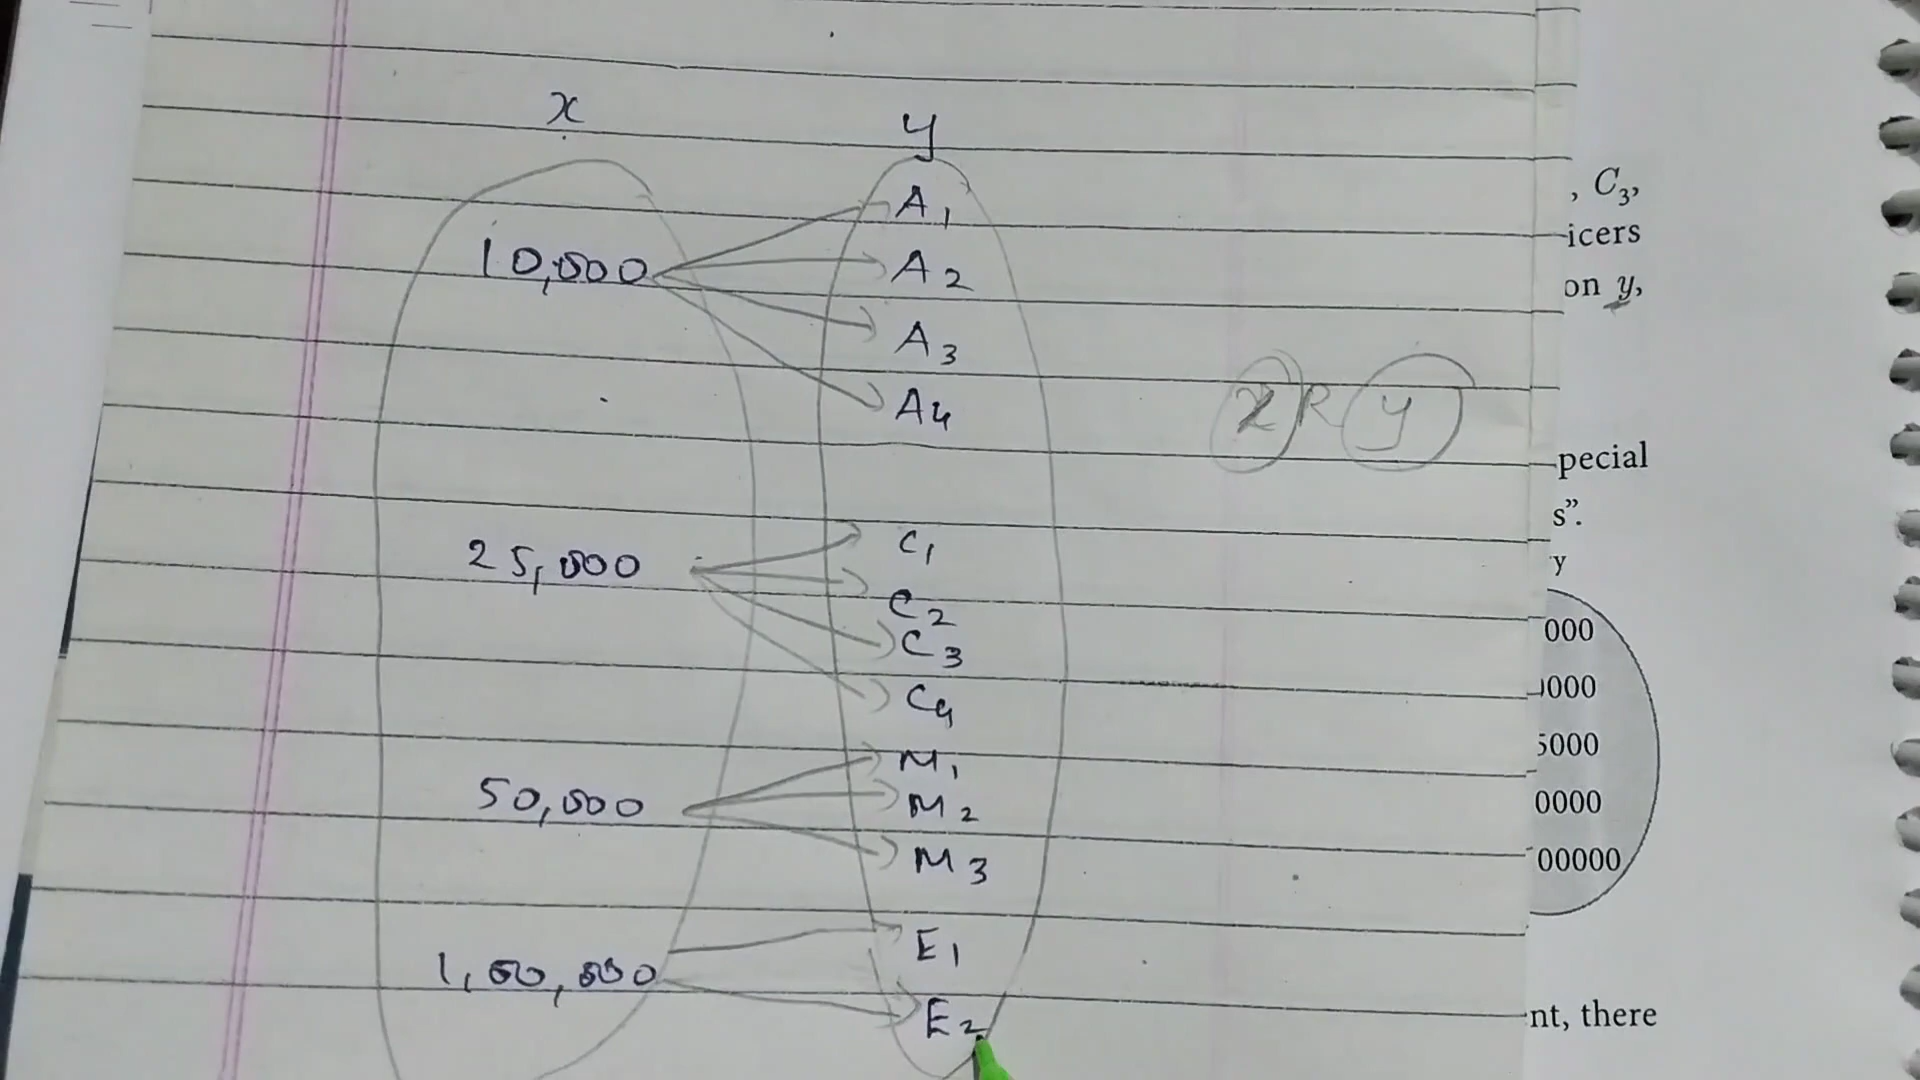 x y
A1
10,000 A2
A3
A4
x R y
25,000 C1
C2
C3
C4
M1
50,000 M2
M3
E1
1,00,000 E2
, C3,
icers
on y,
pecial
s”.
y
000
0000
5000
0000
00000
nt, there